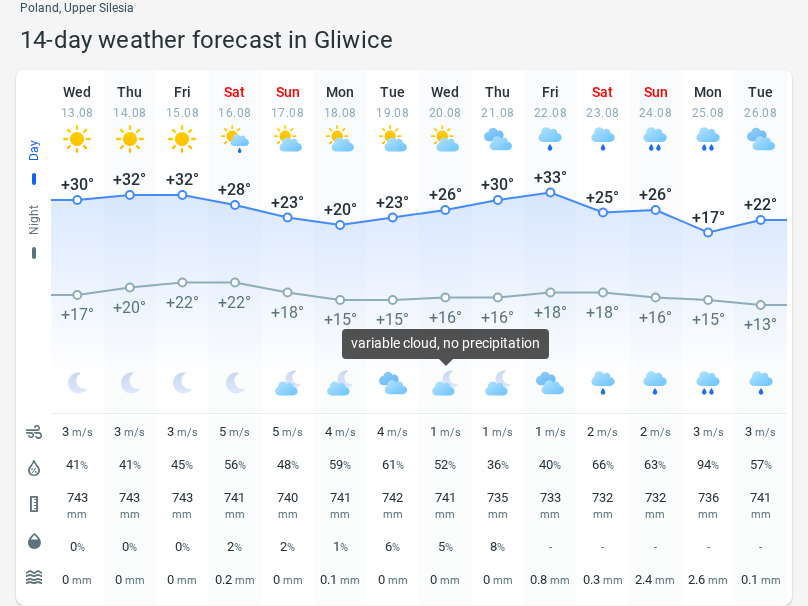 Poland, Upper Silesia
14-day weather forecast in Gliwice
Wed Thu Fri Sat Sun Mon Tue Wed Thu Fri Sat Sun Mon Tue
13.08 14.08 15.08 16.08 17.08 18.08 19.08 20.08 21.08 22.08 23.08 24.08 25.08 26.08
Day
+30° +32° +32° +28° +23° +20° +23° +26° +30° +33° +25° +26° +17° +22°
Night
+17° +20° +22° +22° +18° +15° +15° +16° +16° +18° +18° +16° +15° +13°
variable cloud, no precipitation
3 m/s 3 m/s 3 m/s 5 m/s 5 m/s 4 m/s 4 m/s 1 m/s 1 m/s 1 m/s 2 m/s 2 m/s 3 m/s 3 m/s
41% 41% 45% 56% 48% 59% 61% 52% 36% 40% 66% 63% 94% 57%
743 743 743 741 740 741 742 741 735 733 732 732 736 741
mm mm mm mm mm mm mm mm mm mm mm mm mm mm
0% 0% 0% 2% 2% 1% 6% 5% 8% - - - - -
0 mm 0 mm 0 mm 0.2 mm 0 mm 0.1 mm 0 mm 0 mm 0 mm 0.8 mm 0.3 mm 2.4 mm 2.6 mm 0.1 mm